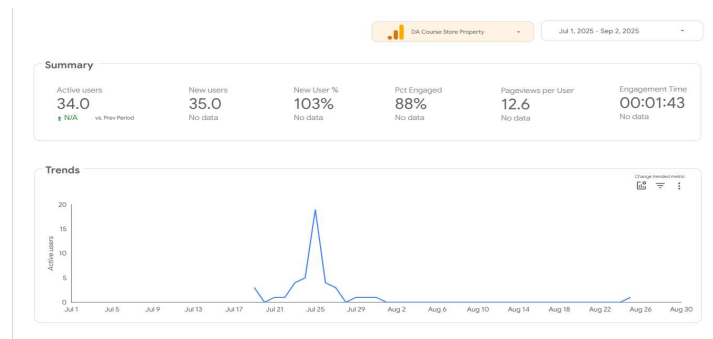 DA Course Store Property
Jul 1, 2025 - Sep 2, 2025
Summary
Active users
34.0
N/A vs. Prev Period
New users
35.0
No data
New User %
103%
No data
Pct Engaged
88%
No data
Pageviews per User
12.6
No data
Engagement Time
00:01:43
No data
Trends
Change trended metric:
20
15
10
5
0
Active users
Jul 1 Jul 5 Jul 9 Jul 13 Jul 17 Jul 21 Jul 25 Jul 29 Aug 2 Aug 6 Aug 10 Aug 14 Aug 18 Aug 22 Aug 26 Aug 30